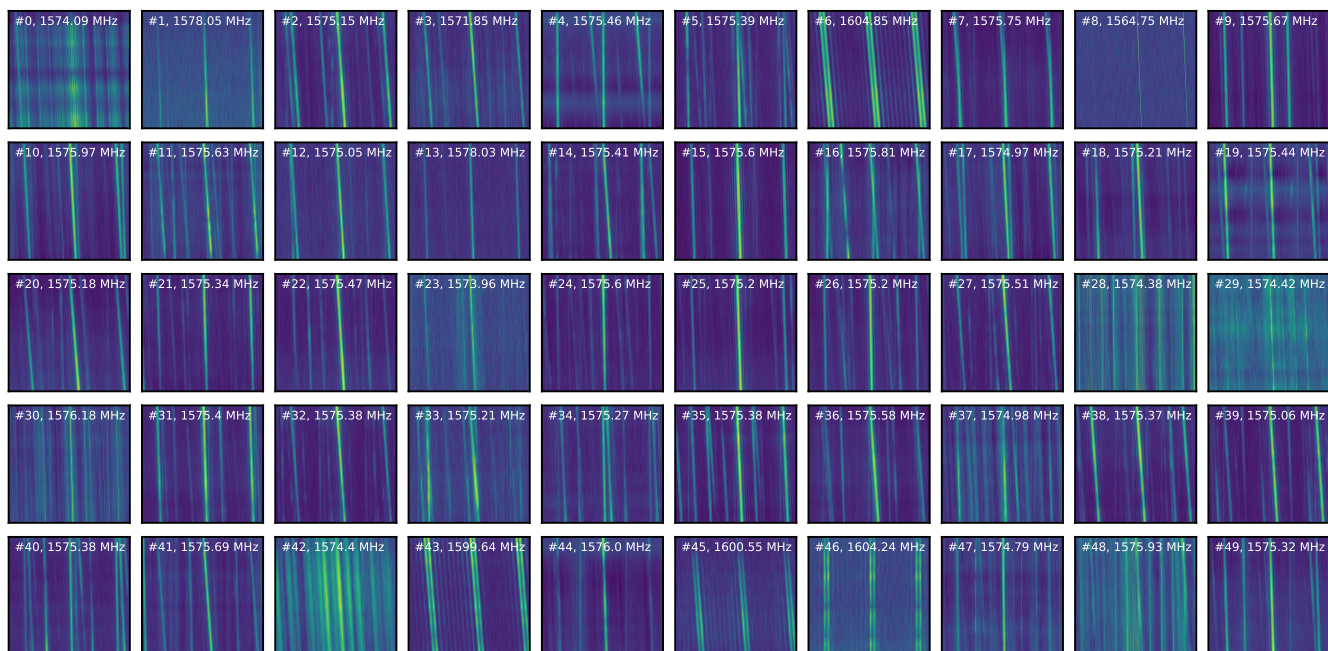 #0, 1574.09 MHz
#1, 1578.05 MHz
#2, 1575.15 MHz
#3, 1571.85 MHz
#4, 1575.46 MHz
#5, 1575.39 MHz
#6, 1604.85 MHz
#7, 1575.75 MHz
#8, 1564.75 MHz
#9, 1575.67 MHz
#10, 1575.97 MHz
#11, 1575.63 MHz
#12, 1575.05 MHz
#13, 1578.03 MHz
#14, 1575.41 MHz
#15, 1575.6 MHz
#16, 1575.81 MHz
#17, 1574.97 MHz
#18, 1575.21 MHz
#19, 1575.44 MHz
#20, 1575.18 MHz
#21, 1575.34 MHz
#22, 1575.47 MHz
#23, 1573.96 MHz
#24, 1575.6 MHz
#25, 1575.2 MHz
#26, 1575.2 MHz
#27, 1575.51 MHz
#28, 1574.38 MHz
#29, 1574.42 MHz
#30, 1576.18 MHz
#31, 1575.4 MHz
#32, 1575.38 MHz
#33, 1575.21 MHz
#34, 1575.27 MHz
#35, 1575.38 MHz
#36, 1575.58 MHz
#37, 1574.98 MHz
#38, 1575.37 MHz
#39, 1575.06 MHz
#40, 1575.38 MHz
#41, 1575.69 MHz
#42, 1574.4 MHz
#43, 1599.64 MHz
#44, 1576.0 MHz
#45, 1600.55 MHz
#46, 1604.24 MHz
#47, 1574.79 MHz
#48, 1575.93 MHz
#49, 1575.32 MHz